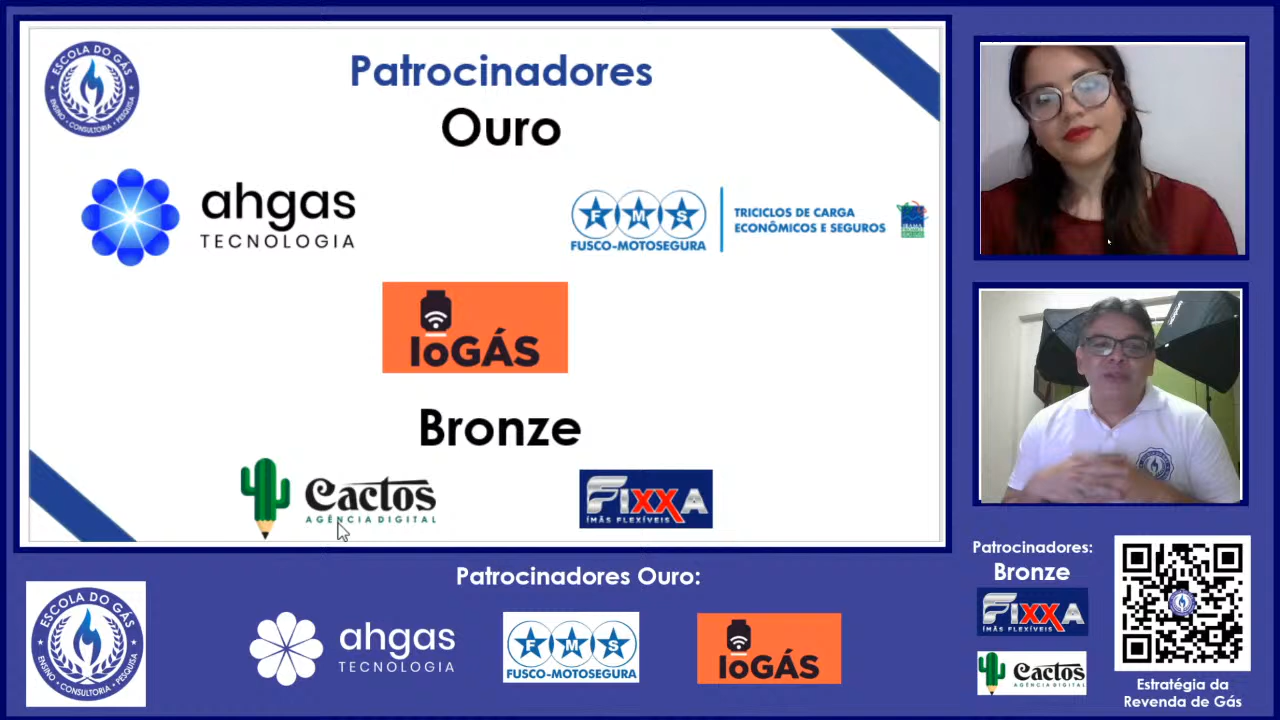 ESCOLA DO GÁS
ENSINO • CONSULTORIA • PESQUISA
Patrocinadores
Ouro
ahgas
TECNOLOGIA
F M S
FUSCO-MOTOSEGURA
TRICICLOS DE CARGA
ECONÔMICOS E SEGUROS
IBAMA
IoGÁS
Bronze
Cactos
AGÊNCIA DIGITAL
FIXXA
ÍMÃS FLEXÍVEIS
Patrocinadores Ouro:
ESCOLA DO GÁS
ENSINO • CONSULTORIA • PESQUISA
ahgas
TECNOLOGIA
F M S
FUSCO-MOTOSEGURA
IoGÁS
Patrocinadores:
Bronze
FIXXA
ÍMÃS FLEXÍVEIS
Cactos
AGÊNCIA DIGITAL
Estratégia da
Revenda de Gás